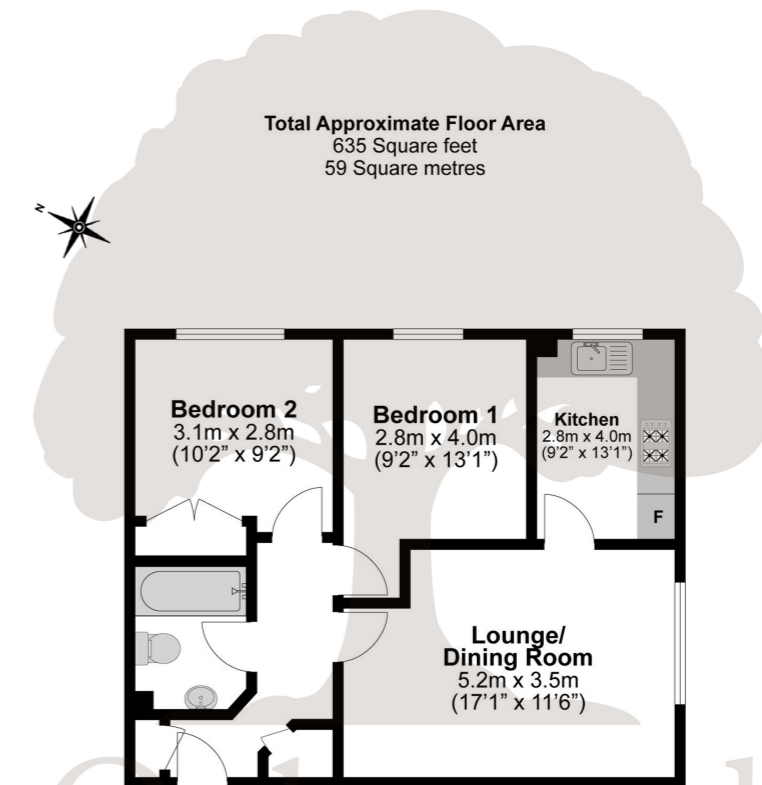 Total Approximate Floor Area
635 Square feet
59 Square metres
N
Bedroom 2
3.1m x 2.8m
(10'2” x 9'2”)
Bedroom 1
2.8m x 4.0m
(9'2” x 13'1”)
Kitchen
2.8m x 4.0m
(9'2” x 13'1”)
F
Lounge/
Dining Room
5.2m x 3.5m
(17'1” x 11'6”)